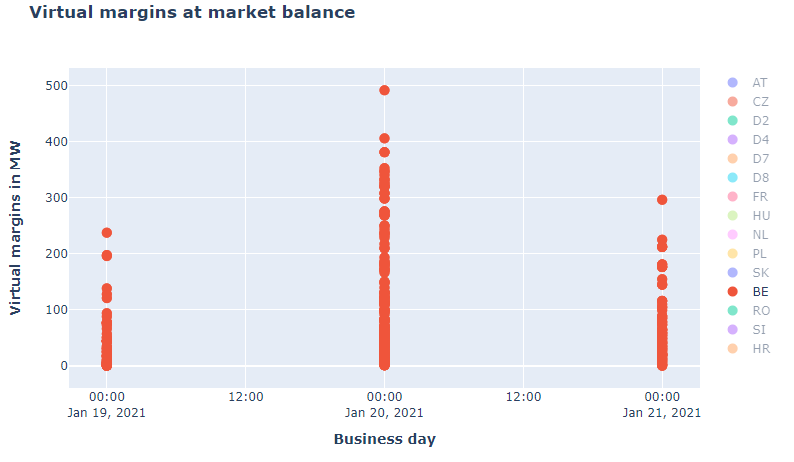 Virtual margins at market balance
Virtual margins in MW
500
400
300
200
100
0
00:00
Jan 19, 2021
12:00
00:00
Jan 20, 2021
12:00
00:00
Jan 21, 2021
Business day
AT
CZ
D2
D4
D7
D8
FR
HU
NL
PL
SK
BE
RO
SI
HR